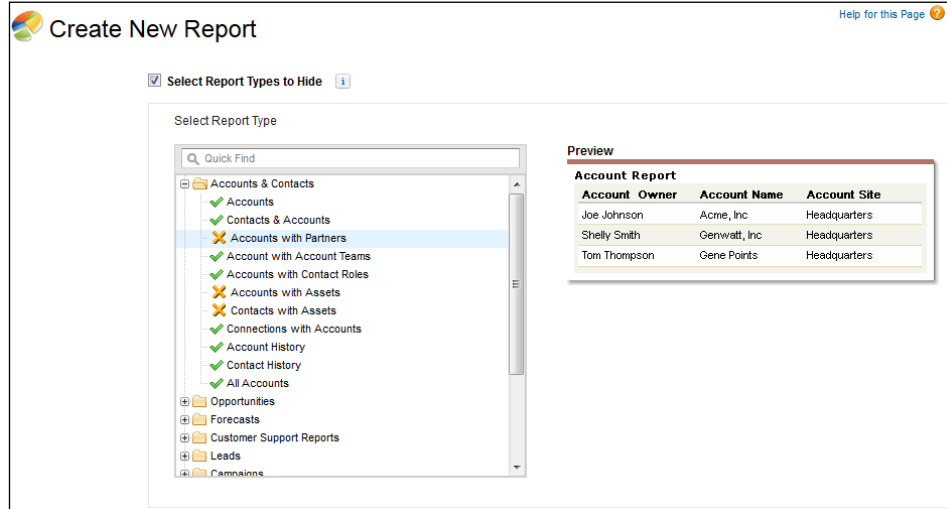 Help for this Page
Create New Report
Select Report Types to Hide
Select Report Type
Quick Find
Accounts & Contacts
Accounts
Contacts & Accounts
Accounts with Partners
Account with Account Teams
Accounts with Contact Roles
Accounts with Assets
Contacts with Assets
Connections with Accounts
Account History
Contact History
All Accounts
Opportunities
Forecasts
Customer Support Reports
Leads
Campaigns
Preview
Account Report
Account Owner Account Name Account Site
Joe Johnson Acme, Inc Headquarters
Shelly Smith Genwatt, Inc Headquarters
Tom Thompson Gene Points Headquarters